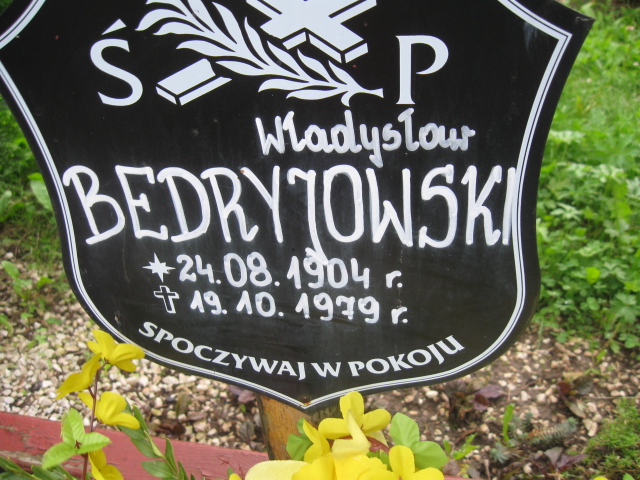 Ś P
Władysław
BEDRYJOWSKI
24.08.1904 r.
19.10.1979 r.
SPOCZYWAJ W POKOJU